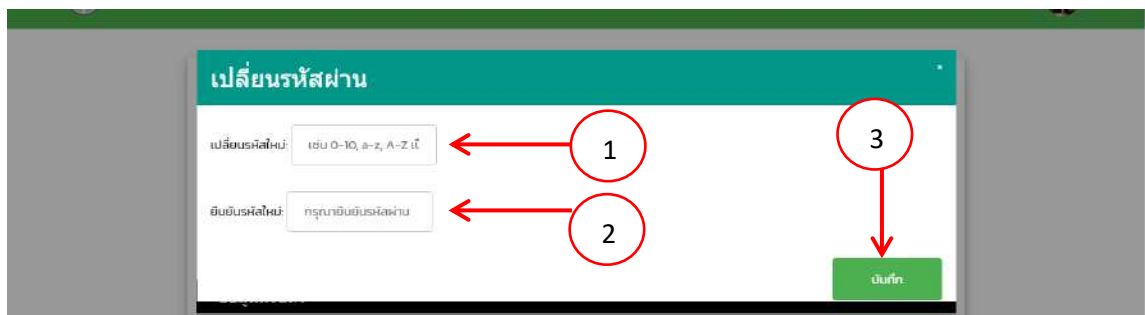 เปลี่ยนรหัสผ่าน
เปลี่ยนรหัสใหม่: เช่น 0-10, a-z, A-Z
1
3
ยืนยันรหัสใหม่: กรุณายืนยันรหัสผ่าน
2
บันทึก